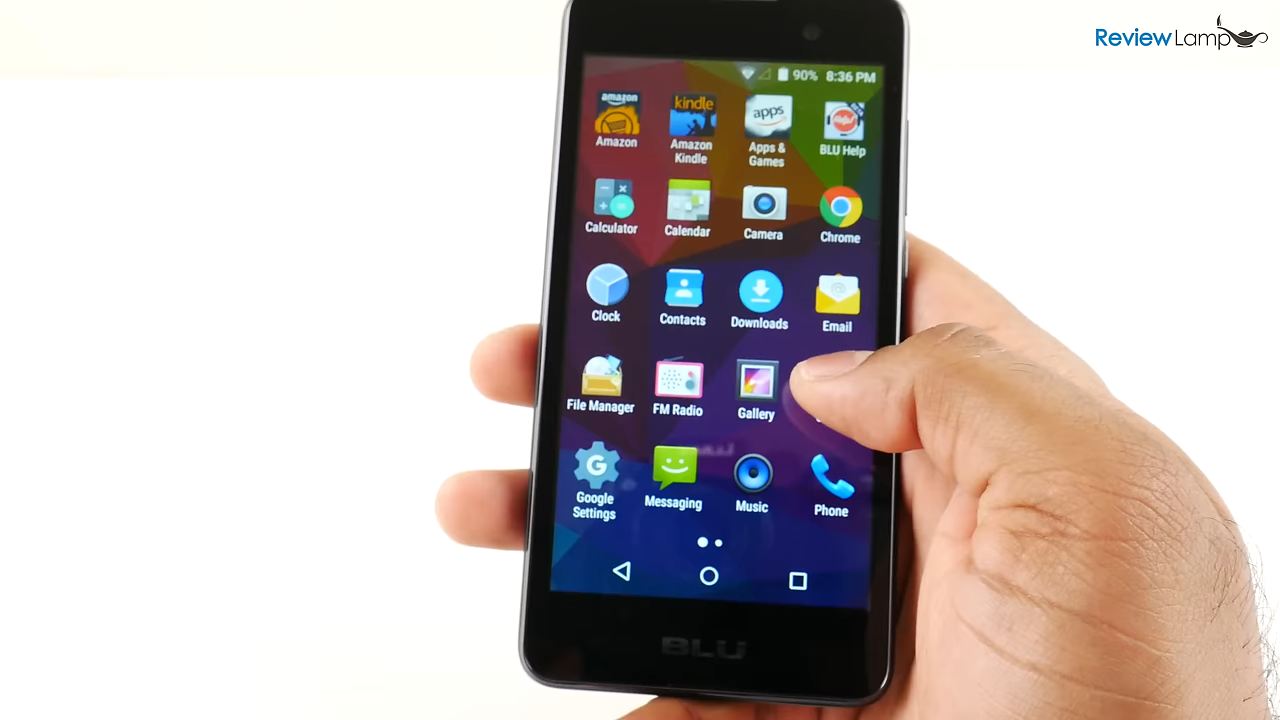 ReviewLamp
90% 8:36 PM
amazon
kindle
apps
Help!
Amazon
Amazon
Kindle
Apps &
Games
BLU Help
Calculator
Calendar
Camera
Chrome
Clock
Contacts
Downloads
Email
File Manager
FM Radio
Gallery
G
Google
Settings
Messaging
Music
Phone
BLU